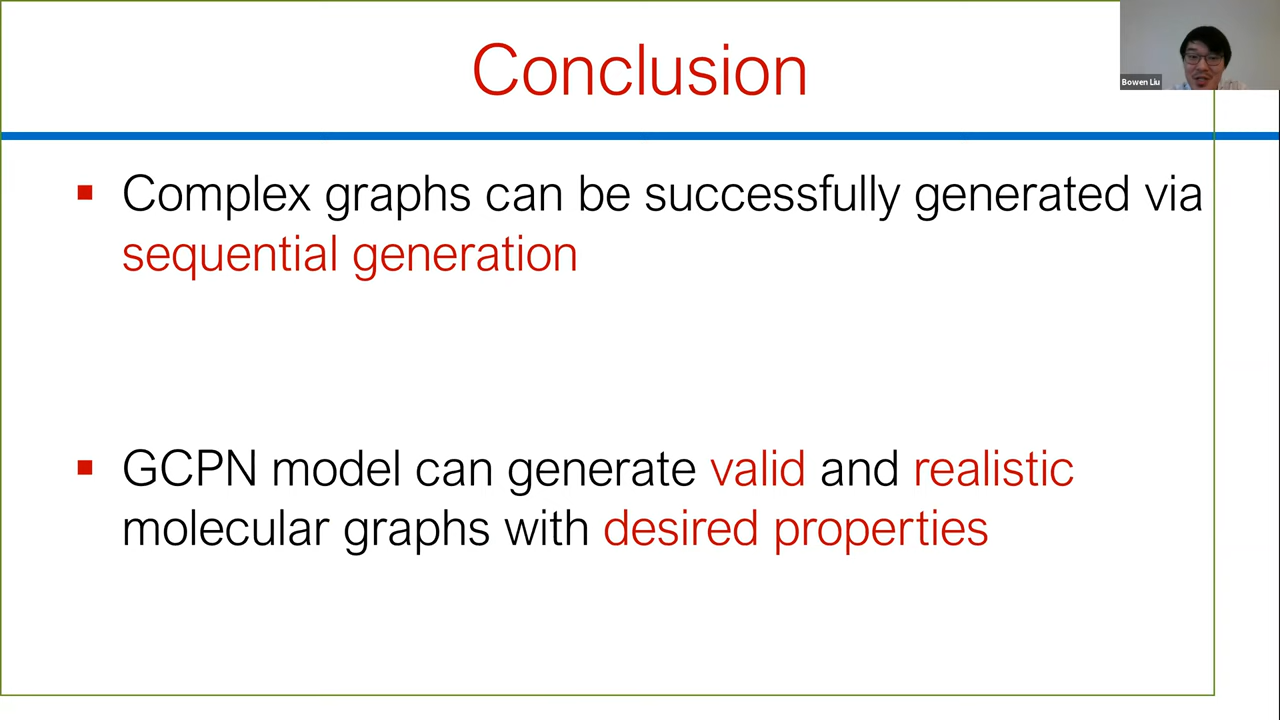 Conclusion
Bowen Liu
▪ Complex graphs can be successfully generated via
sequential generation
▪ GCPN model can generate valid and realistic
molecular graphs with desired properties